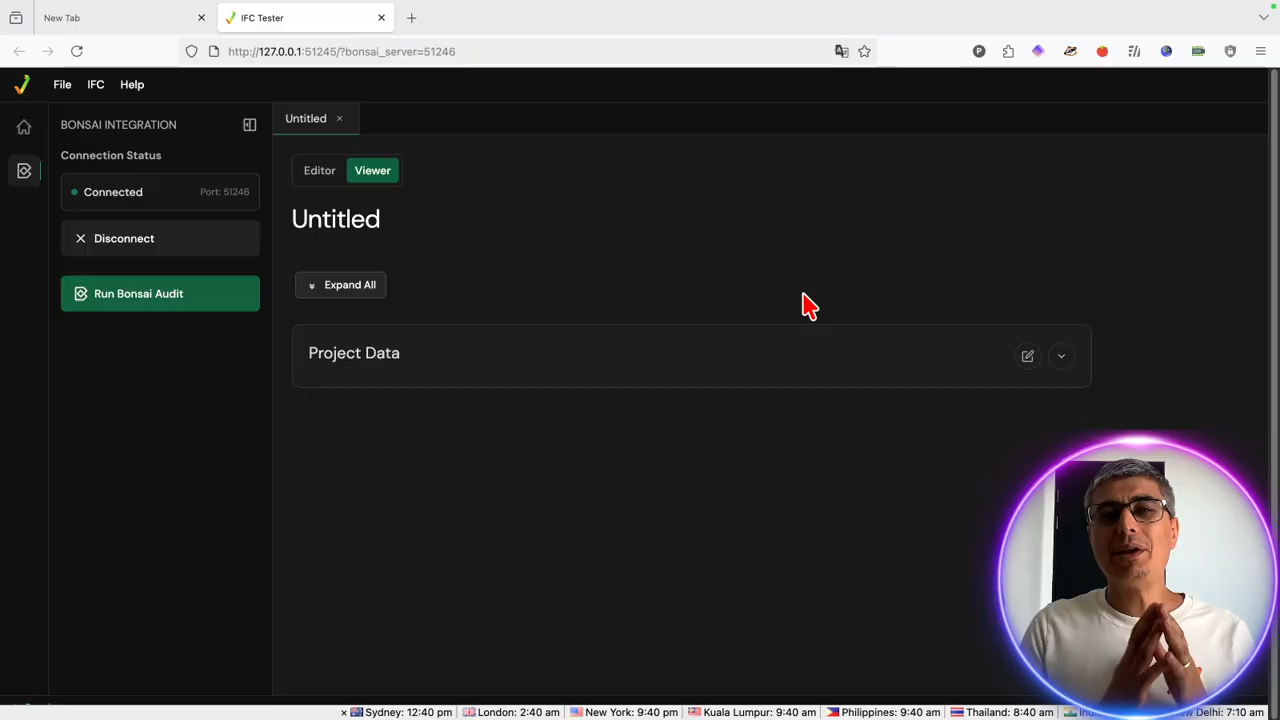 New Tab
IFC Tester
http://127.0.0.1:51245/?bonsai_server=51246
File IFC Help
BONSAI INTEGRATION
Connection Status
Connected Port: 51246
Disconnect
Run Bonsai Audit
Untitled
Editor Viewer
Untitled
Expand All
Project Data
Sydney: 12:40 pm London: 2:40 am New York: 9:40 pm Kuala Lumpur: 9:40 am Philippines: 9:40 am Thailand: 8:40 am Delhi: 7:10 am